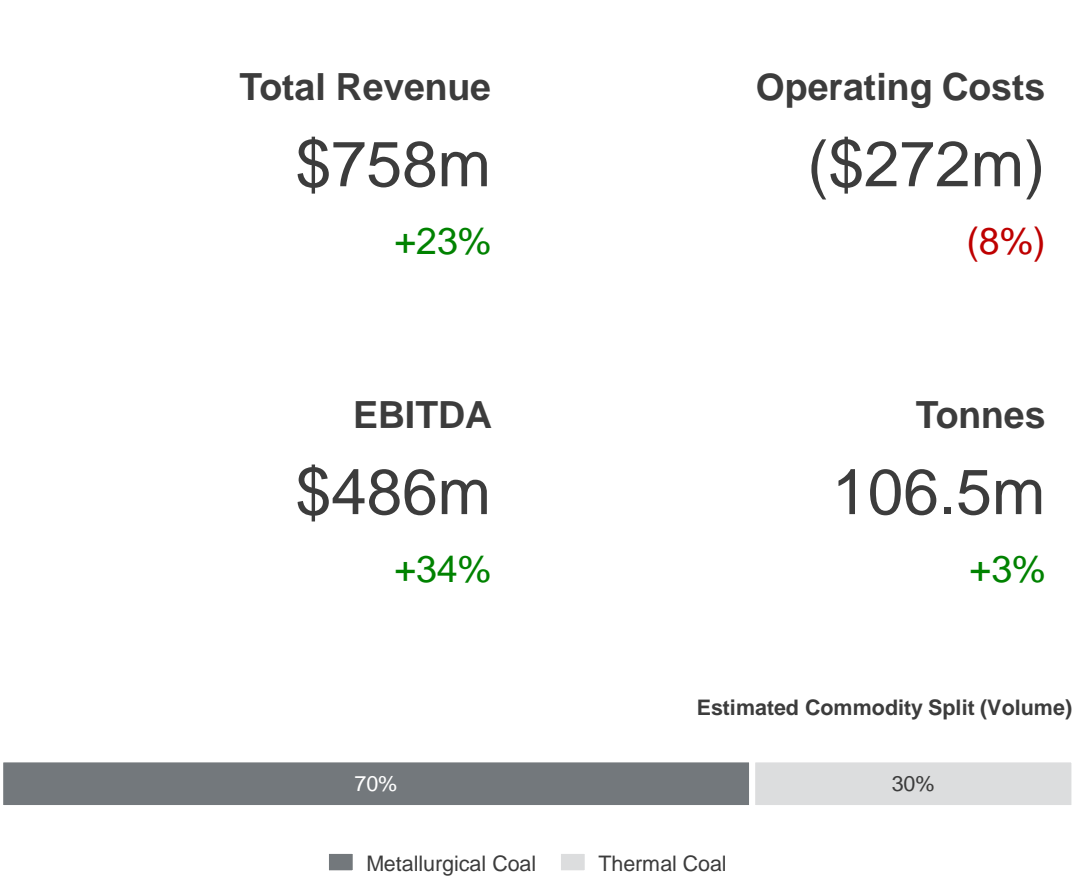 Total Revenue
$758m
+23%
Operating Costs
($272m)
(8%)
EBITDA
$486m
+34%
Tonnes
106.5m
+3%
Estimated Commodity Split (Volume)
70%
30%
Metallurgical Coal
Thermal Coal